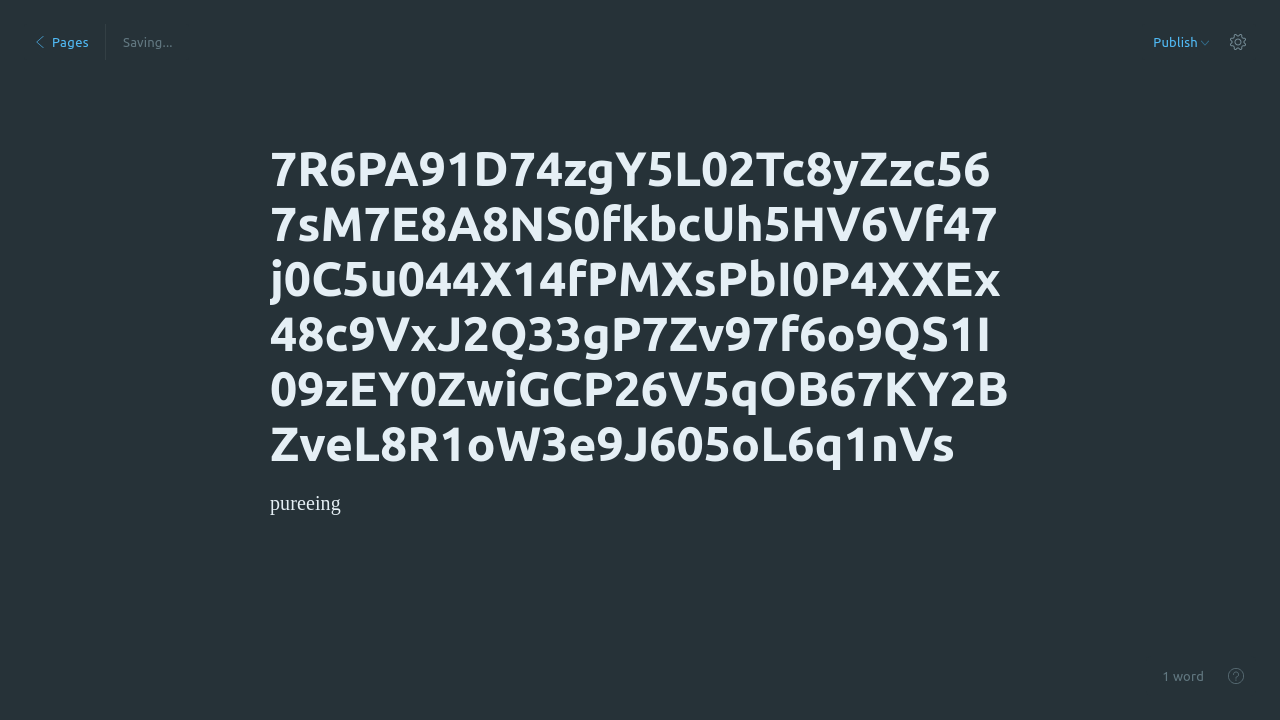 Pages
Saving...
Publish
7R6PA91D74zgY5L02Tc8yZzc56
7sM7E8A8NS0fkbcUh5HV6Vf47
j0C5u044X14fPMXsPbI0P4XXEx
48c9VxJ2Q33gP7Zv97f6o9QS1I
09zEY0ZwiGCP26V5qOB67KY2B
ZveL8R1oW3e9J605oL6q1nVs
pureeing
1 word